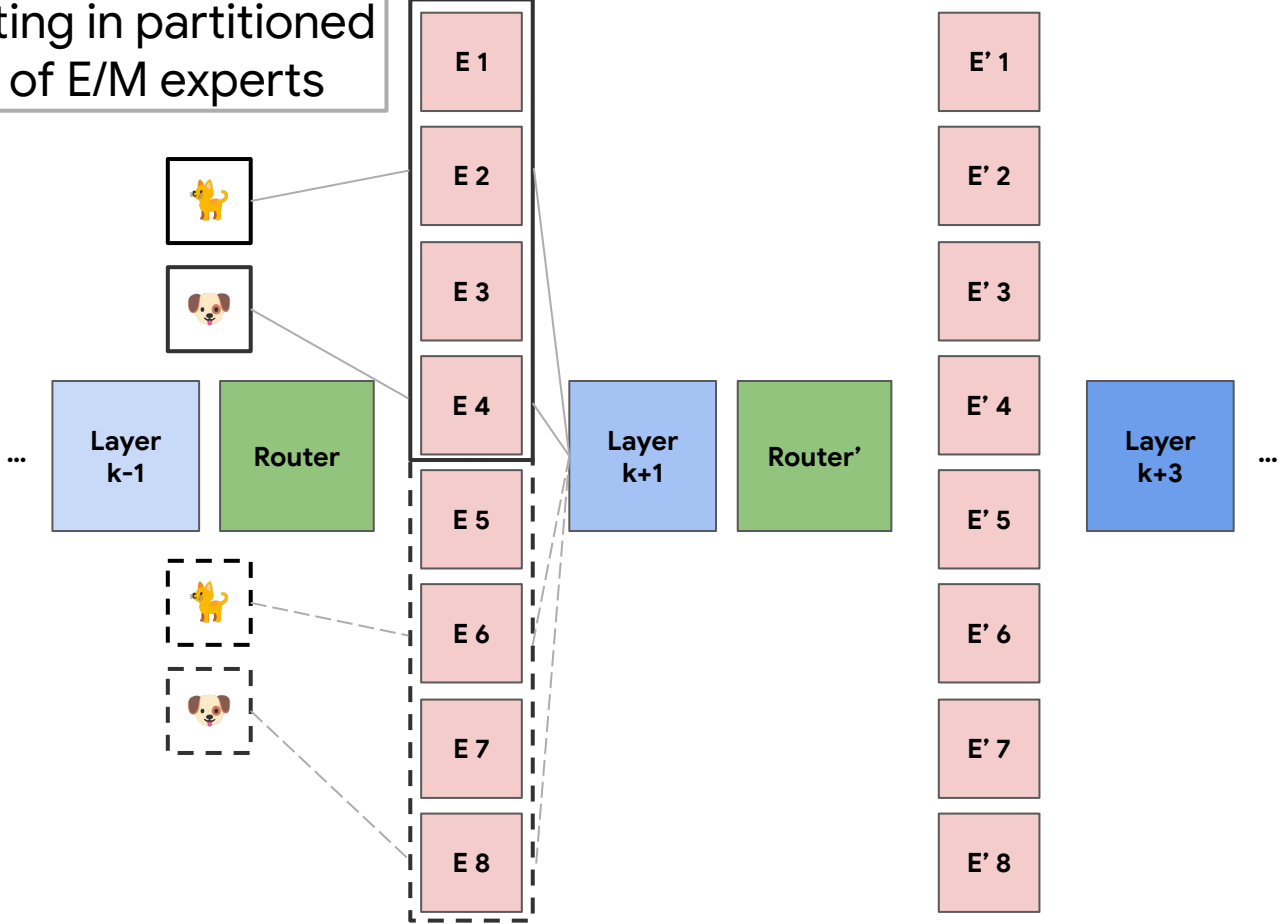 of E/M experts
in partitioned
E 1
E 2
E 3
E 4
E 5
E 6
E 7
E 8
E’ 1
E’ 2
E’ 3
E’ 4
E’ 5
E’ 6
E’ 7
E’ 8
...
Layer
k-1
Router
Layer
k+1
Router’
Layer
k+3
...